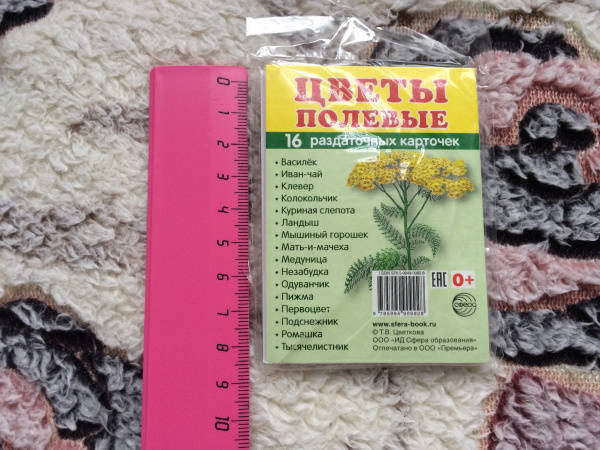 ЦВЕТЫ
ПОЛЕВЫЕ
16 раздаточных карточек
• Василёк
• Иван-чай
• Клевер
• Колокольчик
• Куриная слепота
• Ландыш
• Мышиный горошек
• Мать-и-мачеха
• Медуница
• Незабудка
• Одуванчик
• Пижма
• Первоцвет
• Подснежник
• Ромашка
• Тысячелистник
EAC 0+
сфера
www.sfera-book.ru
© Т.В. Цветкова
ООО «ИД Сфера образования»
Отпечатано в ООО «Премьера»
0
1
2
3
4
5
6
7
8
9
10